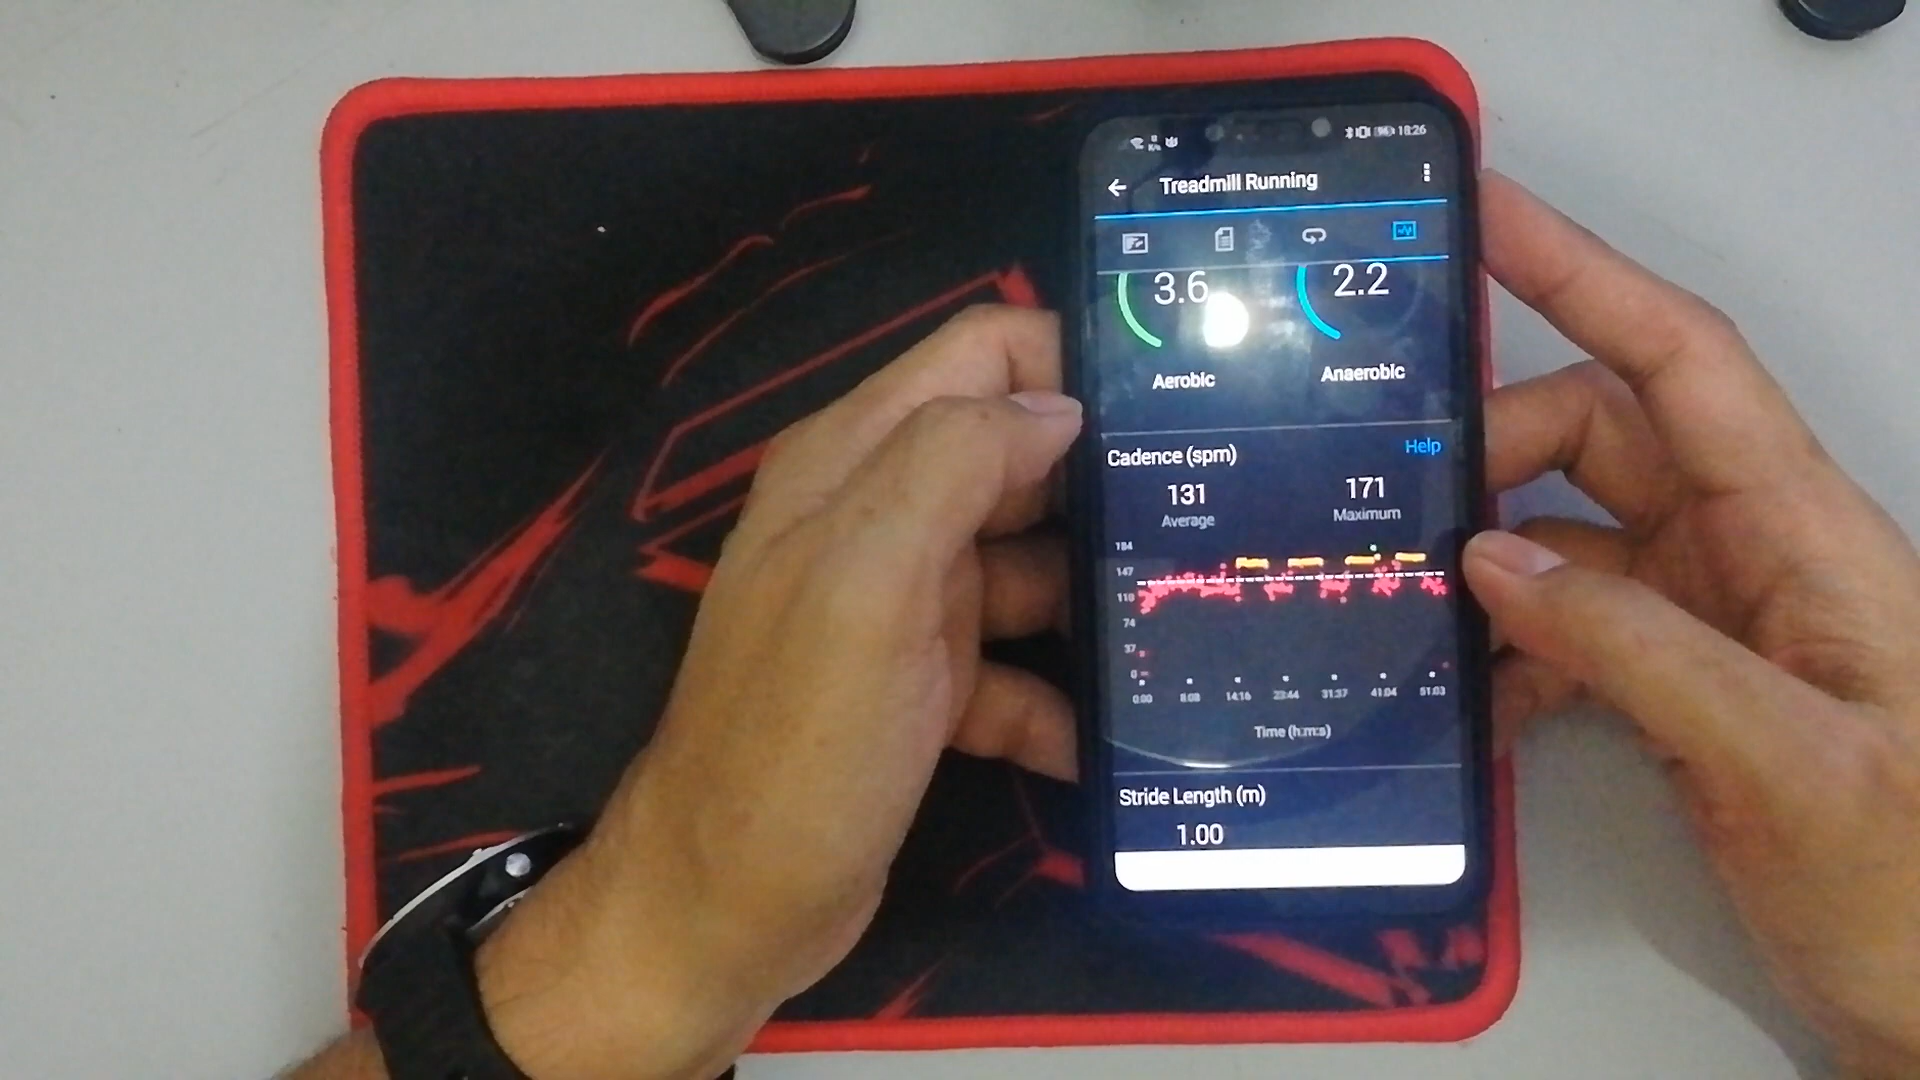 18:26
Treadmill Running
3.6 2.2
Aerobic Anaerobic
Cadence (spm) Help
131 171
Average Maximum
184
147
110
74
37
0
0:00 8:08 14:16 23:44 31:37 41:04 51:03
Time (h:m:s)
Stride Length (m)
1.00